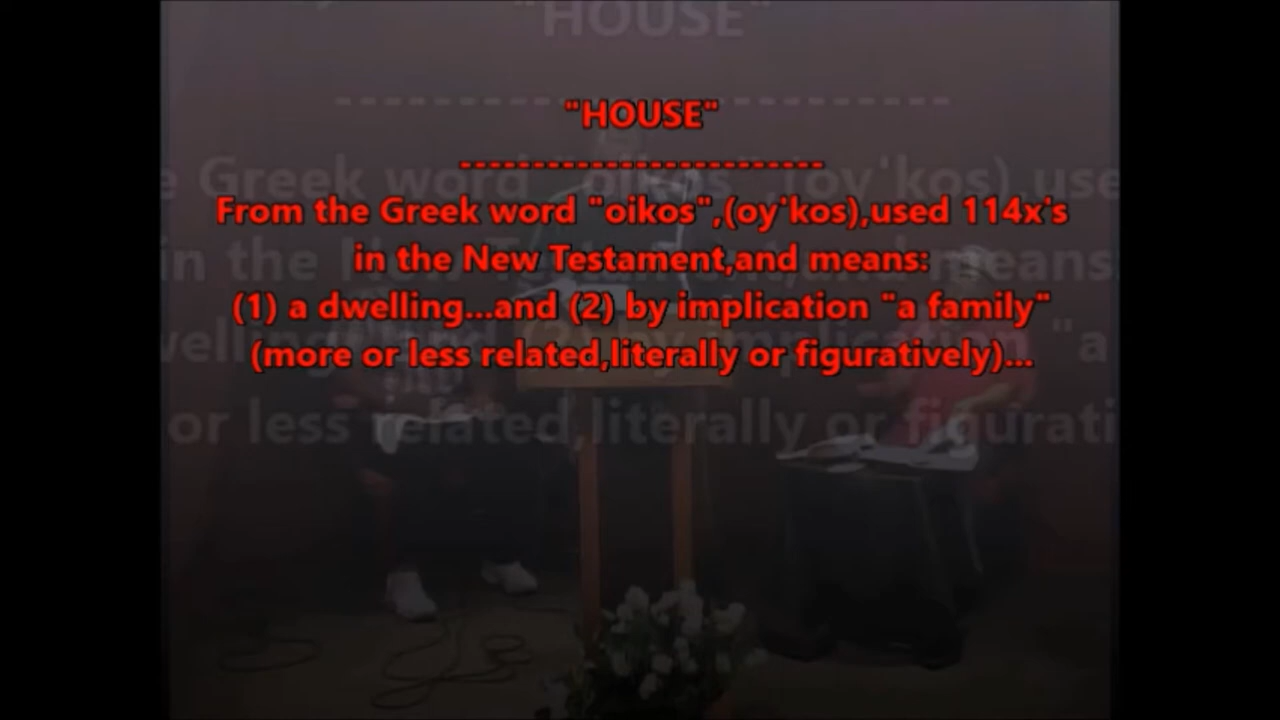 "HOUSE"
"HOUSE"
-------------------------
From the Greek word "oikos",(oy'kos),used 114x's
in the New Testament,and means:
(1) a dwelling...and (2) by implication "a family"
(more or less related,literally or figuratively)...